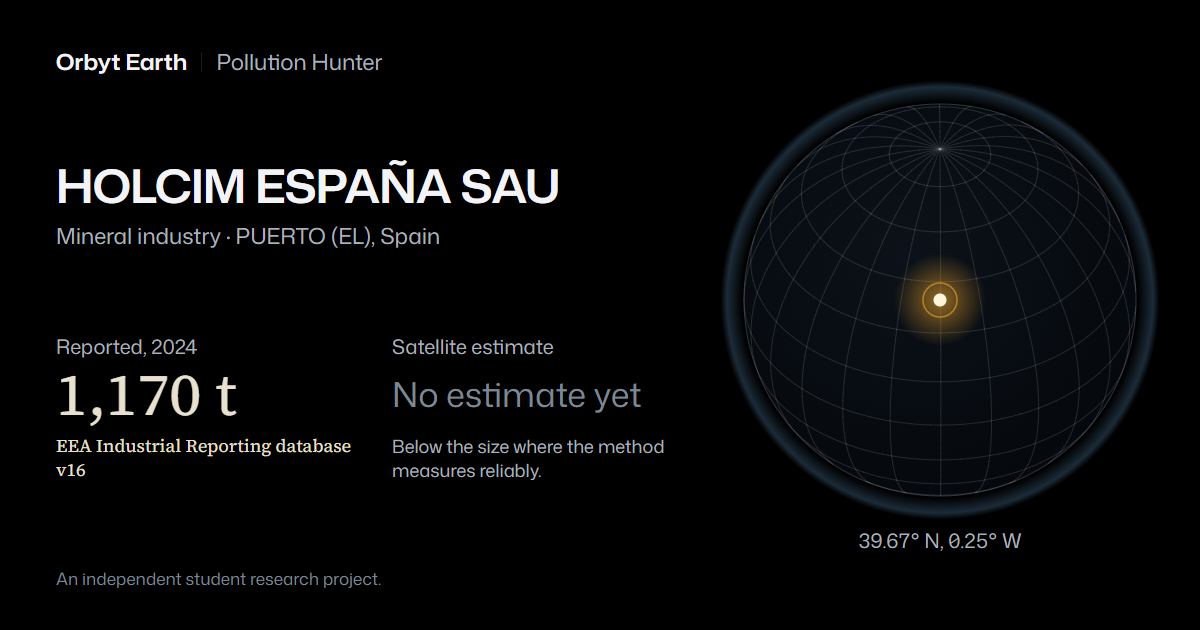 Orbyt Earth | Pollution Hunter
HOLCIM ESPAÑA SAU
Mineral industry · PUERTO (EL), Spain
Reported, 2024
1,170 t
EEA Industrial Reporting database
v16
Satellite estimate
No estimate yet
Below the size where the method
measures reliably.
39.67° N, 0.25° W
An independent student research project.